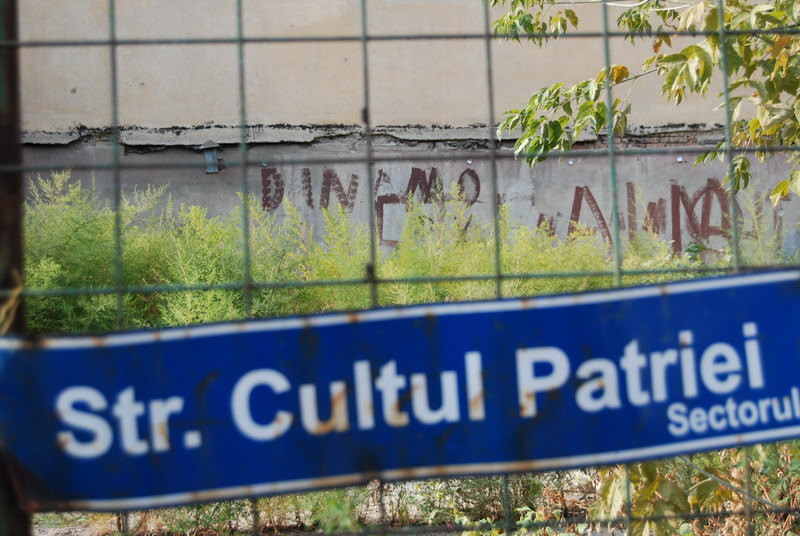 DINAMO
Str. Cultul Patriei
Sectorul